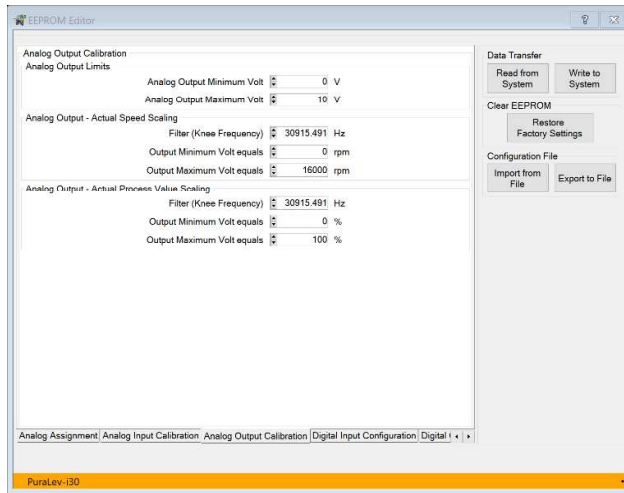 EEPROM Editor
Analog Output Calibration
Analog Output Limits
Analog Output Minimum Volt 0 V
Analog Output Maximum Volt 10 V
Analog Output - Actual Speed Scaling
Filter (Knee Frequency) 30915.491 Hz
Output Minimum Volt equals 0 rpm
Output Maximum Volt equals 16000 rpm
Analog Output - Actual Process Value Scaling
Filter (Knee Frequency) 30915.491 Hz
Output Minimum Volt equals 0 %
Output Maximum Volt equals 100 %
Data Transfer
Read from System
Write to System
Clear EEPROM
Restore Factory Settings
Configuration File
Import from File
Export to File
Analog Assignment Analog Input Calibration Analog Output Calibration Digital Input Configuration Digital
PuraLev-i30